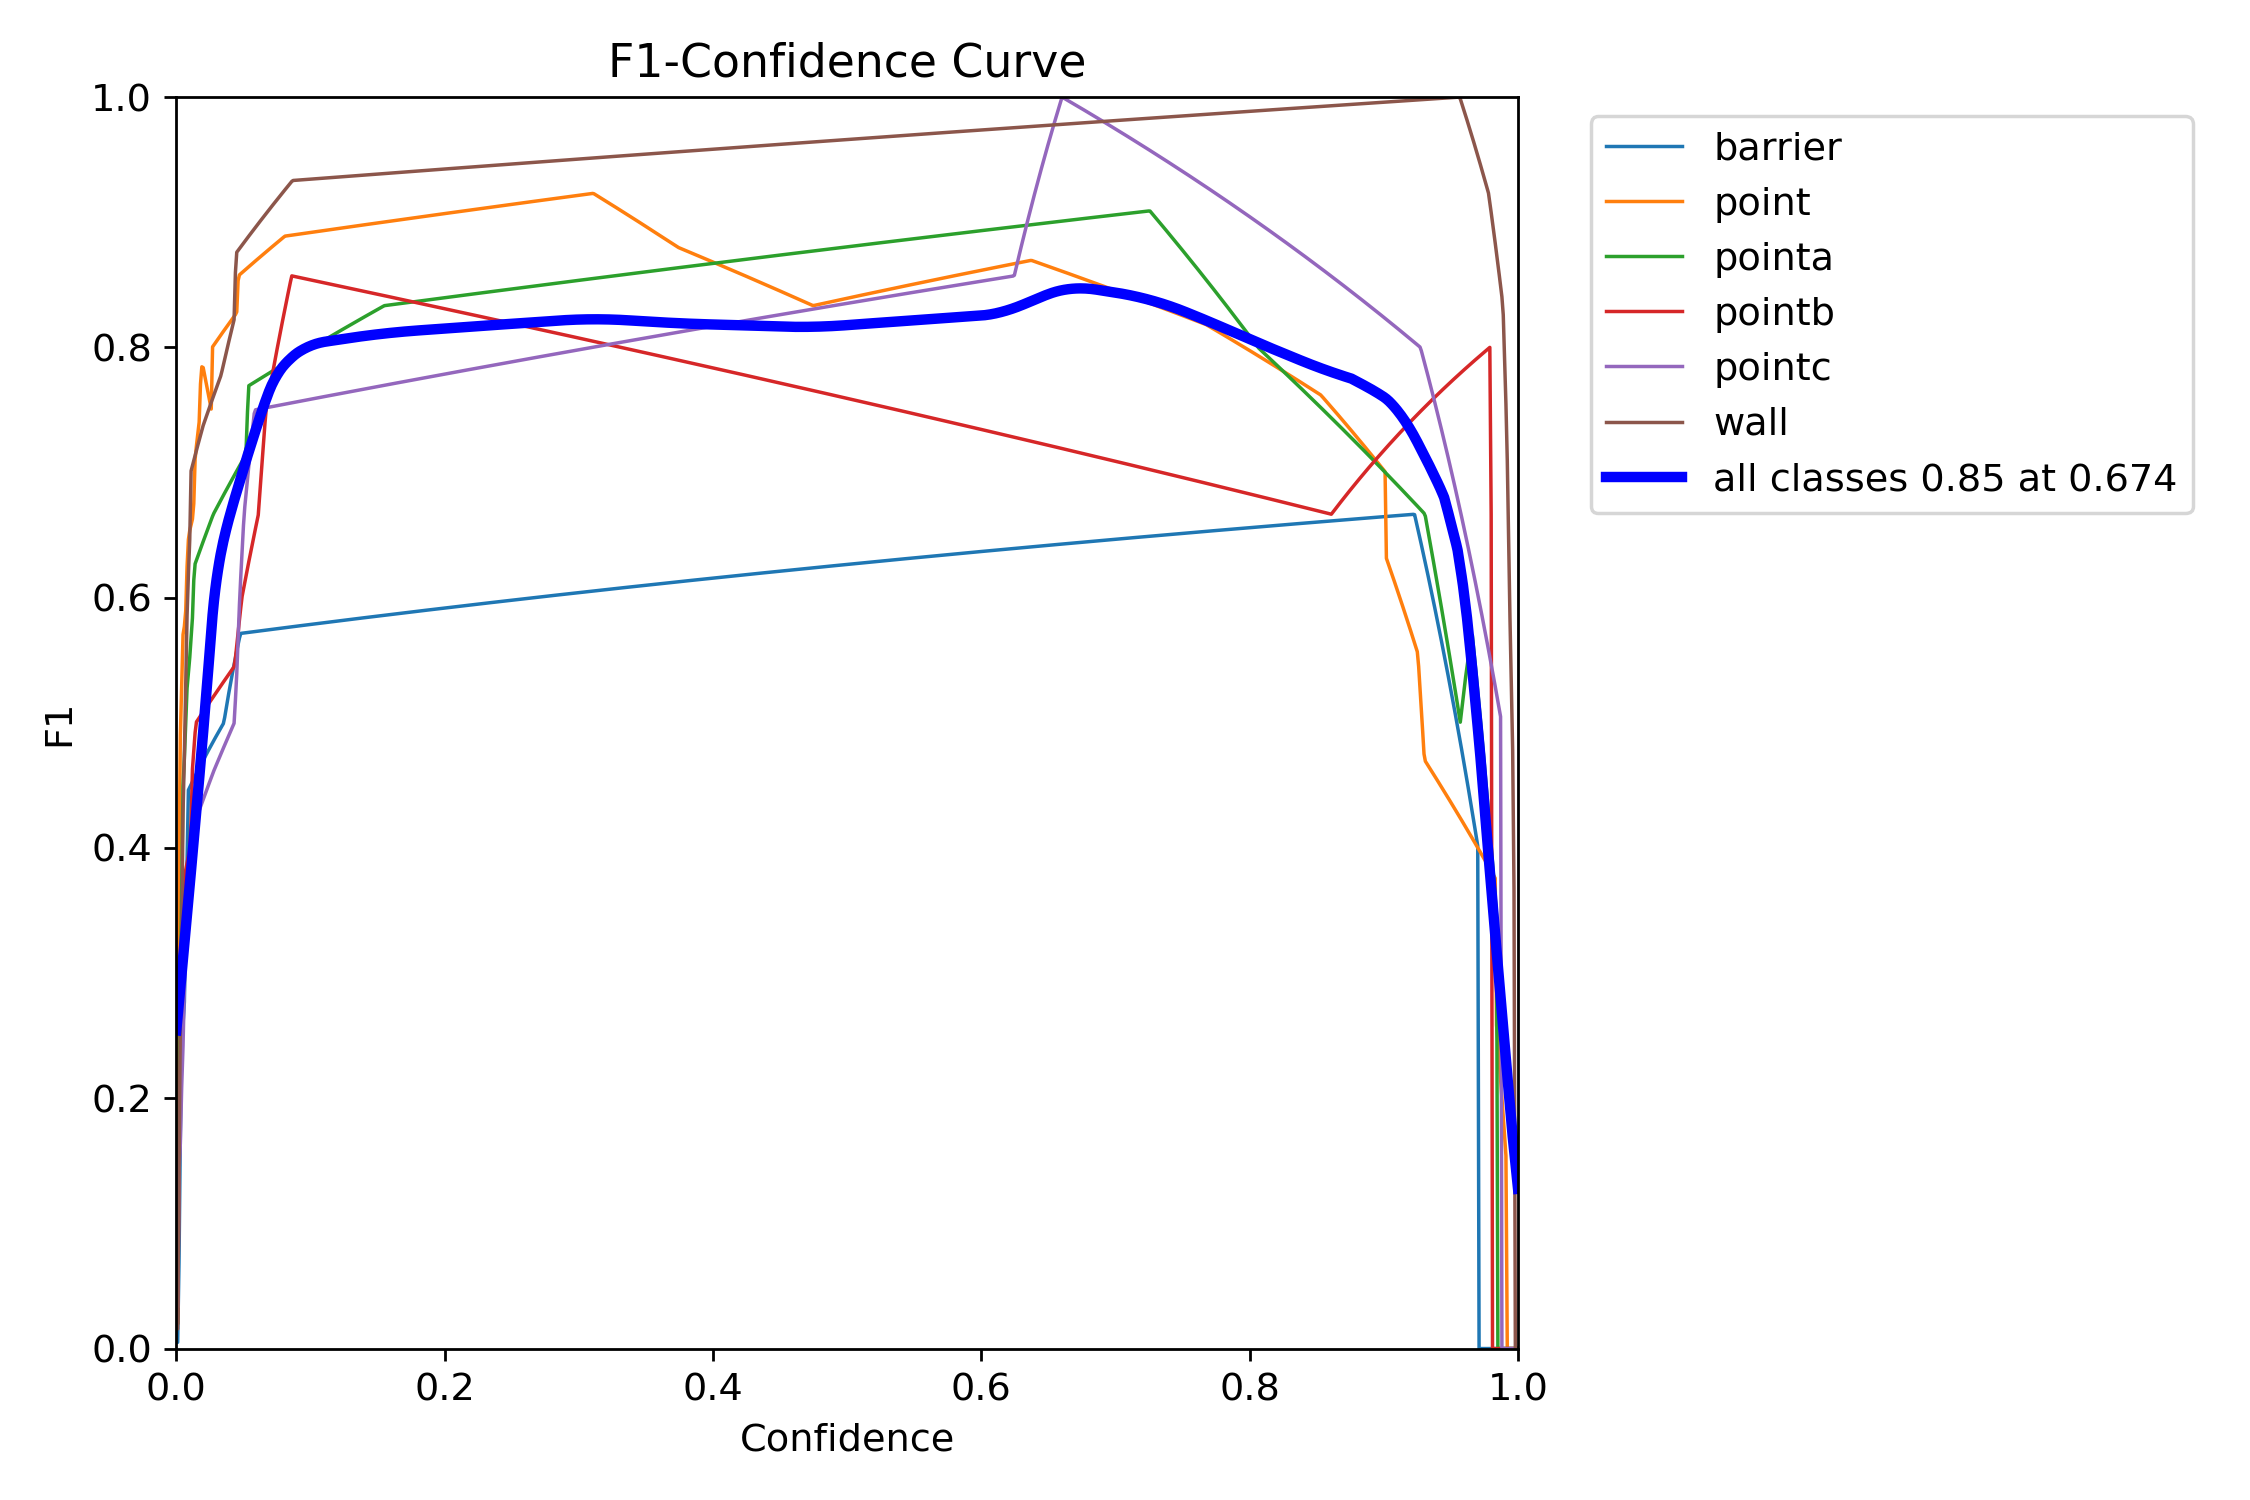 F1-Confidence Curve
1.0
0.8
0.6
0.4
0.2
0.0
F1
0.0 0.2 0.4 0.6 0.8 1.0
Confidence
barrier
point
pointa
pointb
pointc
wall
all classes 0.85 at 0.674